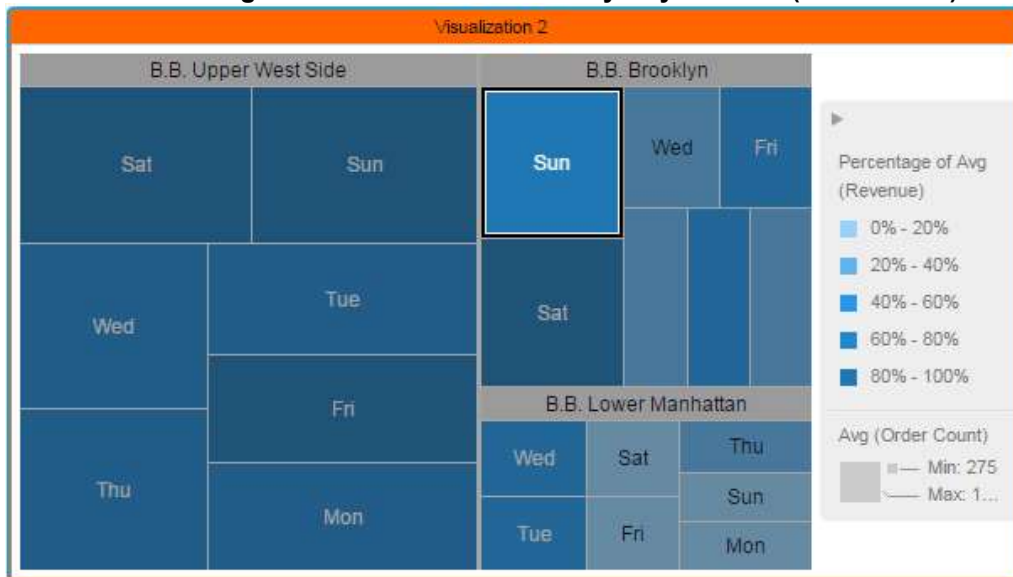 Visualization 2
B.B. Upper West Side
B.B. Brooklyn
Sat
Sun
Wed
Tue
Fri
Thu
Mon
Sun
Wed
Fri
Sat
B.B. Lower Manhattan
Wed
Sat
Thu
Sun
Tue
Fri
Mon
Percentage of Avg
(Revenue)
0% - 20%
20% - 40%
40% - 60%
60% - 80%
80% - 100%
Avg (Order Count)
Min: 275
Max: 1...